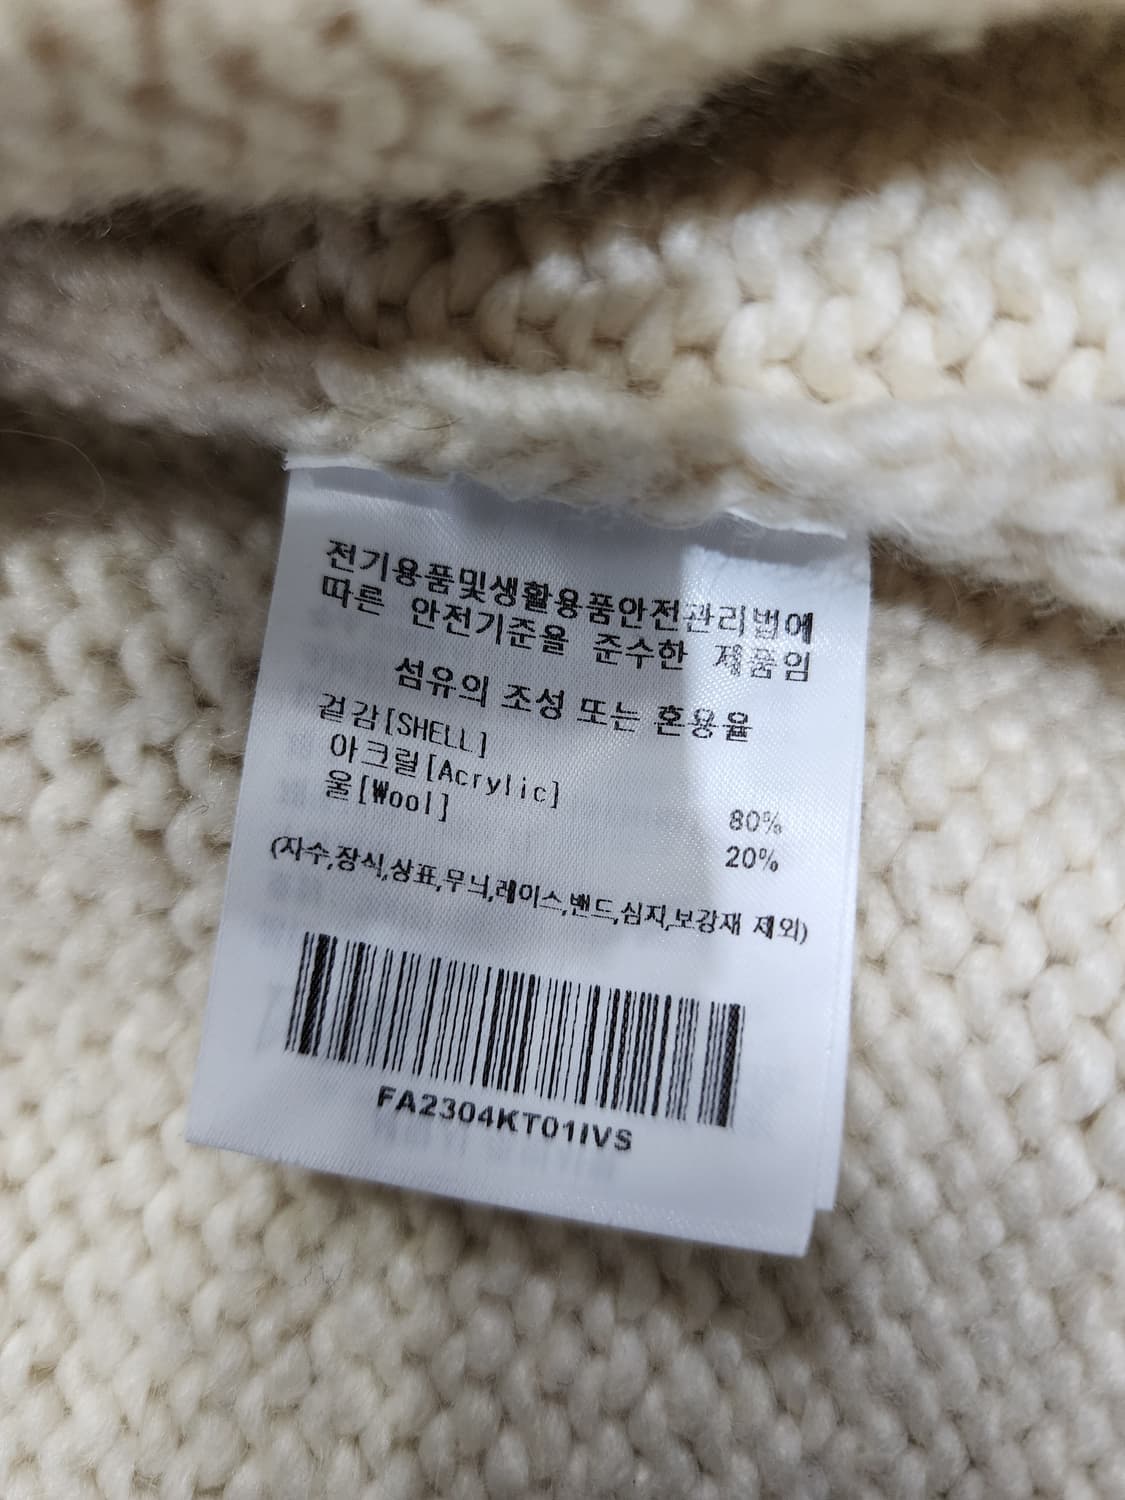 전기용품및생활용품안전관리법에
따른 안전기준을 준수한 제품임
섬유의 조성 또는 혼용율
겉감[SHELL]
아크릴[Acrylic] 80%
울[Wool] 20%
(자수,장식,상표,무늬,레이스,밴드,심지,보강재 제외)
FA2304KT01IVS